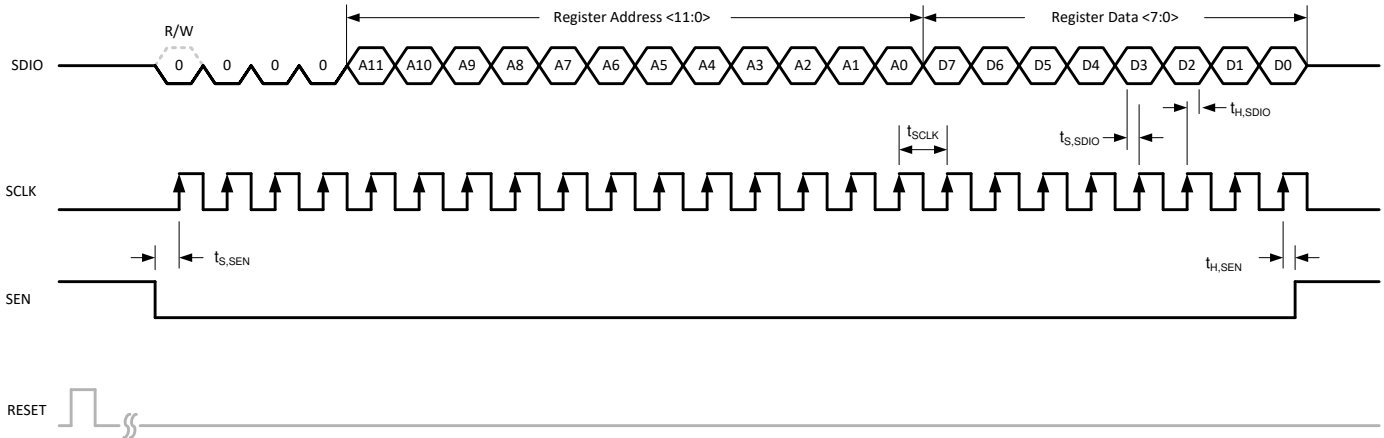 Register Address <11:0> Register Data <7:0>
R/W
SDIO 0 0 0 0 A11 A10 A9 A8 A7 A6 A5 A4 A3 A2 A1 A0 D7 D6 D5 D4 D3 D2 D1 D0
tH,SDIO
tSCLK tS,SDIO
SCLK
tS,SEN tH,SEN
SEN
RESET